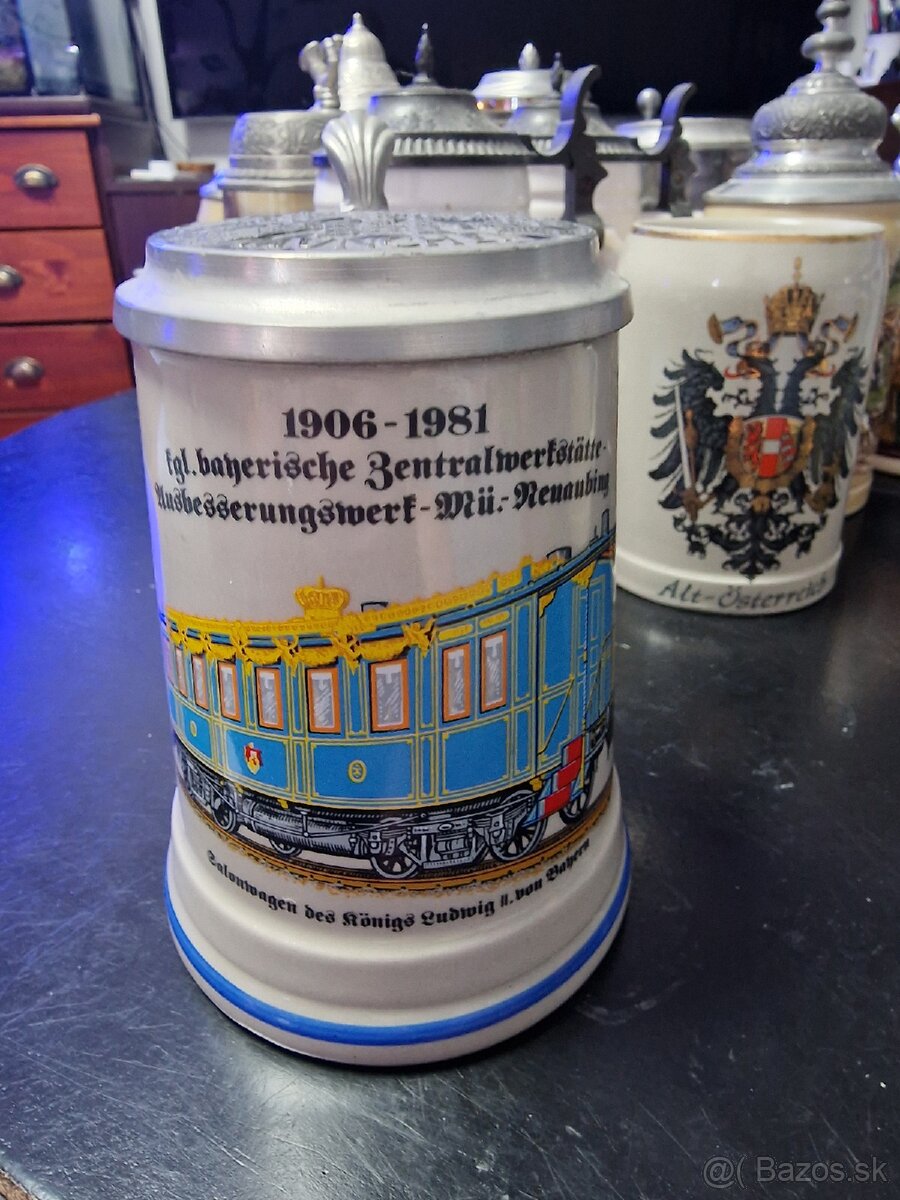 1906-1981
kgl. bayerische Zentralwerkstätte-
Ausbesserungswerk-Mü.-Neuaubing
Salonwagen des Königs Ludwig II. von Bayern
Alt-Österreich
@( Bazos.sk